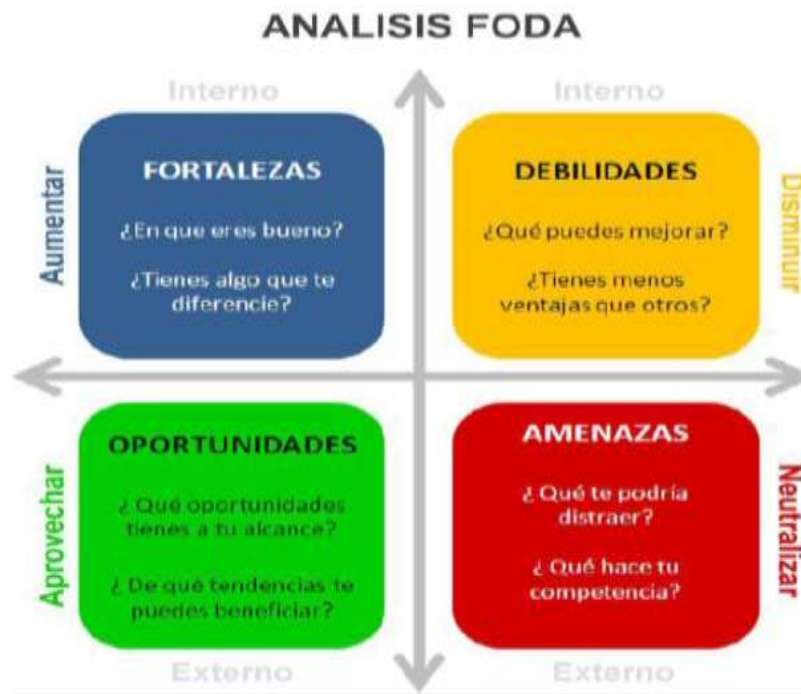 ANALISIS FODA
Interno
Interno
Aumentar
FORTALEZAS
¿En que eres bueno?
¿Tienes algo que te
diferencie?
DEBILIDADES
¿Qué puedes mejorar?
¿Tienes menos
ventajas que otros?
Disminuir
Aprovechar
OPORTUNIDADES
¿ Qué oportunidades
tienes a tu alcance?
¿ De qué tendencias te
puedes beneficiar?
AMENAZAS
¿ Qué te podría
distraer?
¿ Qué hace tu
competencia?
Neutralizar
Externo
Externo